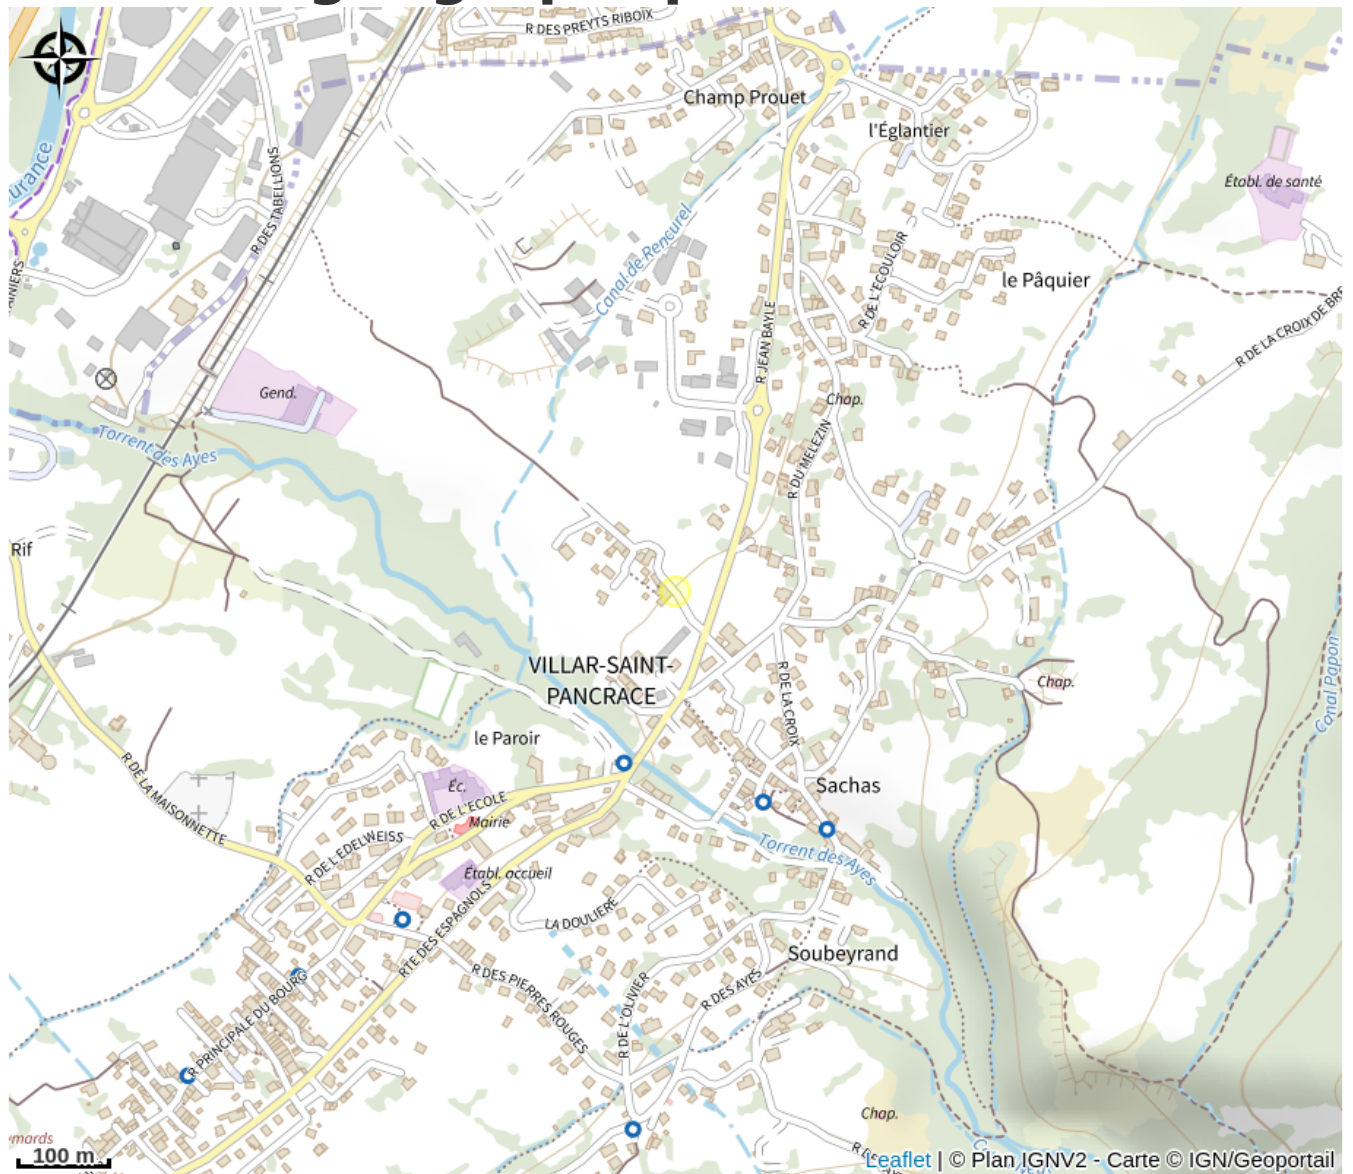 R DES PREYTS RIBOIX
Champ Prouet
l'Églantier
Établ. de santé
R DES TABELLIONS
Canal de Rencurel
R DE L'ECOULOIR
le Pâquier
R JEAN BAYLE
R DE LA CROIX DE BRE
Gend.
Chap.
Torrent des Ayes
R DU MELEZIN
Rif
VILLAR-SAINT-
PANCRACE
R DE LA CROIX
Chap.
le Paroir
R DE LA MAISONNETTE
Éc.
R DE L'ECOLE
Mairie
Sachas
R DE L'EDELWEISS
Torrent des Ayes
Établ. accueil
LA DOULIERE
RTE DES ESPAGNOLS
Soubeyrand
R DES PIERRES ROUGES
R DE L'OLIVIER
R DES AYES
R PRINCIPALE DU BOURG
Chap.
100 m
Leaflet | © Plan IGNV2 - Carte © IGN/Geoportail